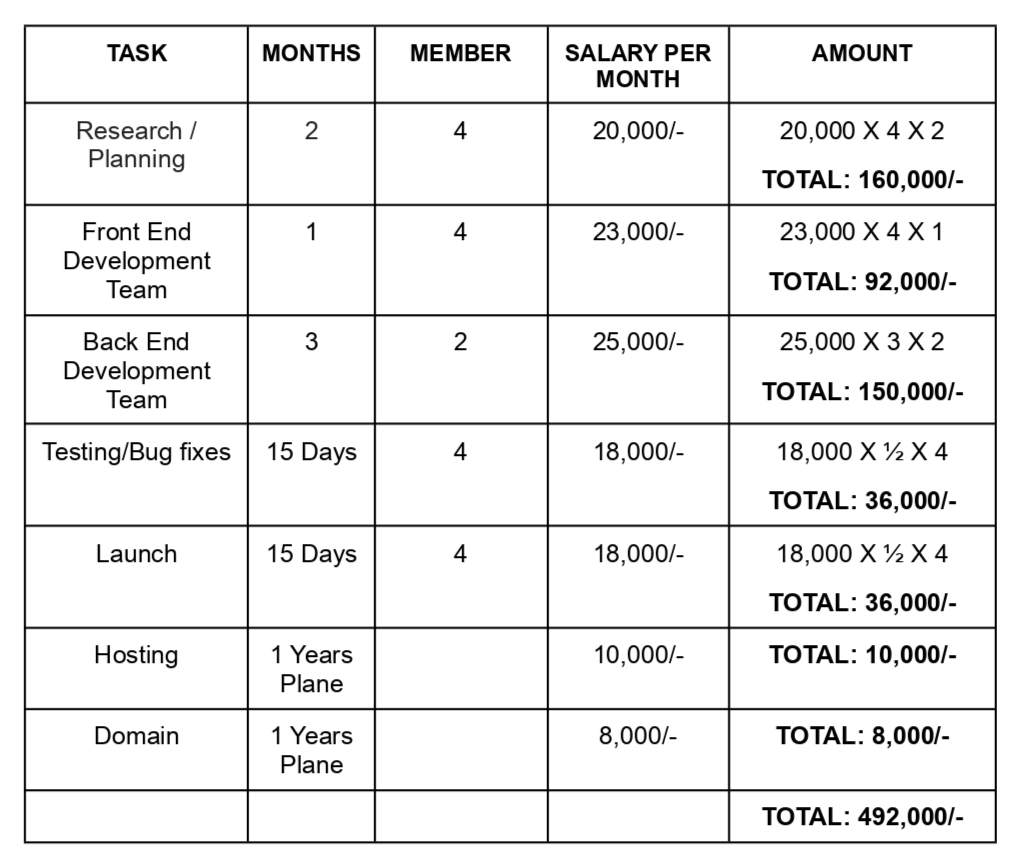 TASK MONTHS MEMBER SALARY PER MONTH AMOUNT
Research / Planning 2 4 20,000/- 20,000 X 4 X 2
TOTAL: 160,000/-
Front End Development Team 1 4 23,000/- 23,000 X 4 X 1
TOTAL: 92,000/-
Back End Development Team 3 2 25,000/- 25,000 X 3 X 2
TOTAL: 150,000/-
Testing/Bug fixes 15 Days 4 18,000/- 18,000 X ½ X 4
TOTAL: 36,000/-
Launch 15 Days 4 18,000/- 18,000 X ½ X 4
TOTAL: 36,000/-
Hosting 1 Years Plane 10,000/- TOTAL: 10,000/-
Domain 1 Years Plane 8,000/- TOTAL: 8,000/-
TOTAL: 492,000/-